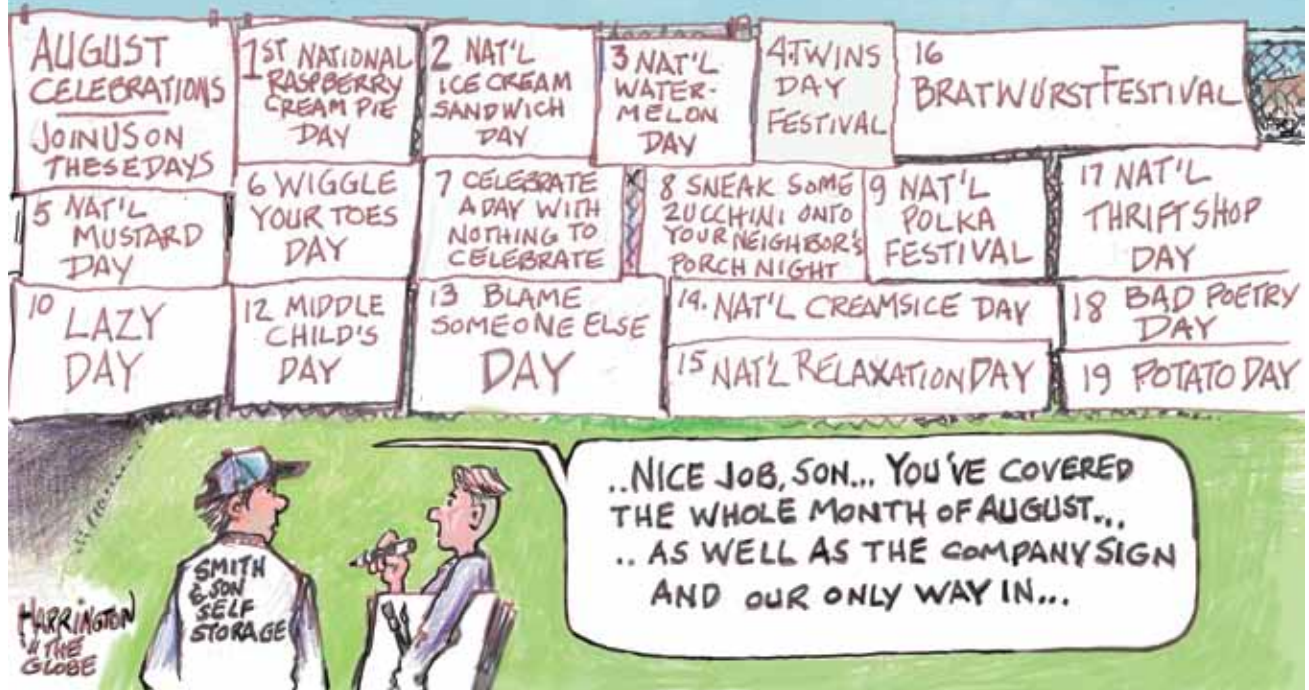 AUGUST
CELEBRATIONS
JOIN US ON
THESE DAYS
1ST NATIONAL
RASPBERRY
CREAM PIE
DAY
2 NAT'L
ICE CREAM
SANDWICH
DAY
3 NAT'L
WATER-
MELON
DAY
4. TWINS
DAY
FESTIVAL
16
BRATWURST FESTIVAL
5 NAT'L
MUSTARD
DAY
6 WIGGLE
YOUR TOES
DAY
7 CELEBRATE
A DAY WITH
NOTHING TO
CELEBRATE
8 SNEAK SOME
ZUCCHINI ONTO
YOUR NEIGHBOR'S
PORCH NIGHT
9 NAT'L
POLKA
FESTIVAL
17 NAT'L
THRIFT SHOP
DAY
10 LAZY
DAY
12 MIDDLE
CHILD'S
DAY
13 BLAME
SOMEONE ELSE
DAY
14. NAT'L CREAMSICE DAY
15 NAT'L RELAXATION DAY
18 BAD POETRY
DAY
19 POTATO DAY
..NICE JOB, SON... YOU'VE COVERED
THE WHOLE MONTH OF AUGUST...
.. AS WELL AS THE COMPANY SIGN
AND OUR ONLY WAY IN...
SMITH
& SON
SELF
STORAGE
HARRINGTON
THE
GLOBE